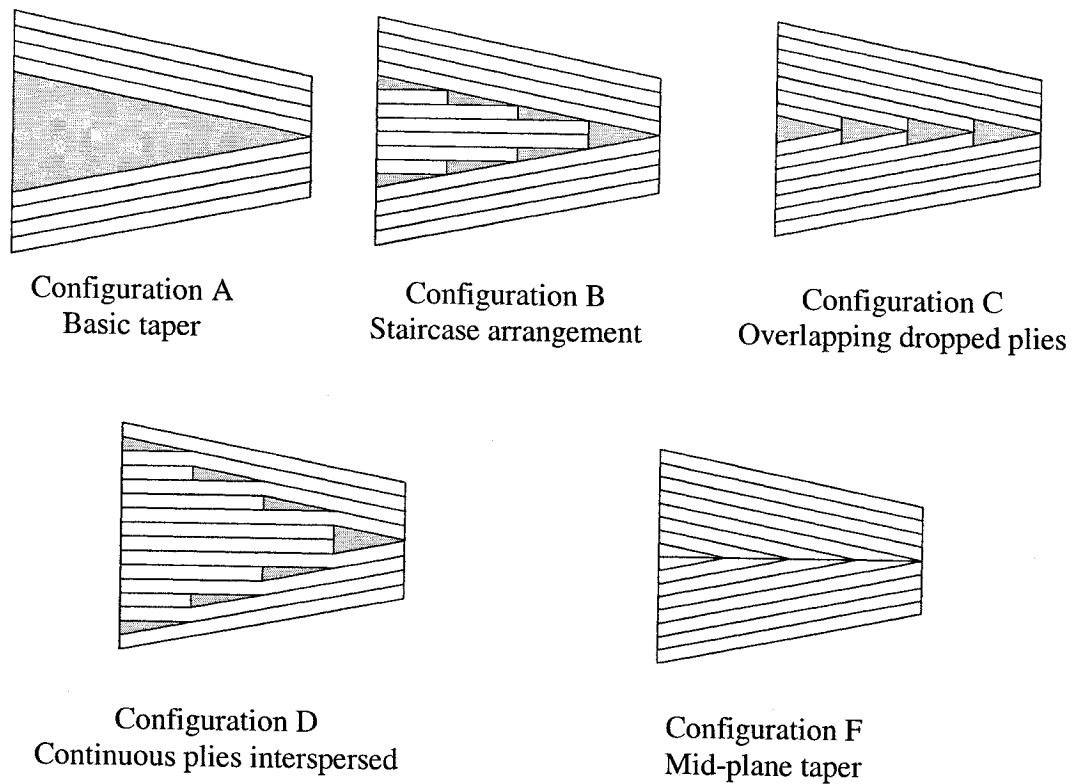 Configuration A
Basic taper
Configuration B
Staircase arrangement
Configuration C
Overlapping dropped plies
Configuration D
Continuous plies interspersed
Configuration F
Mid-plane taper